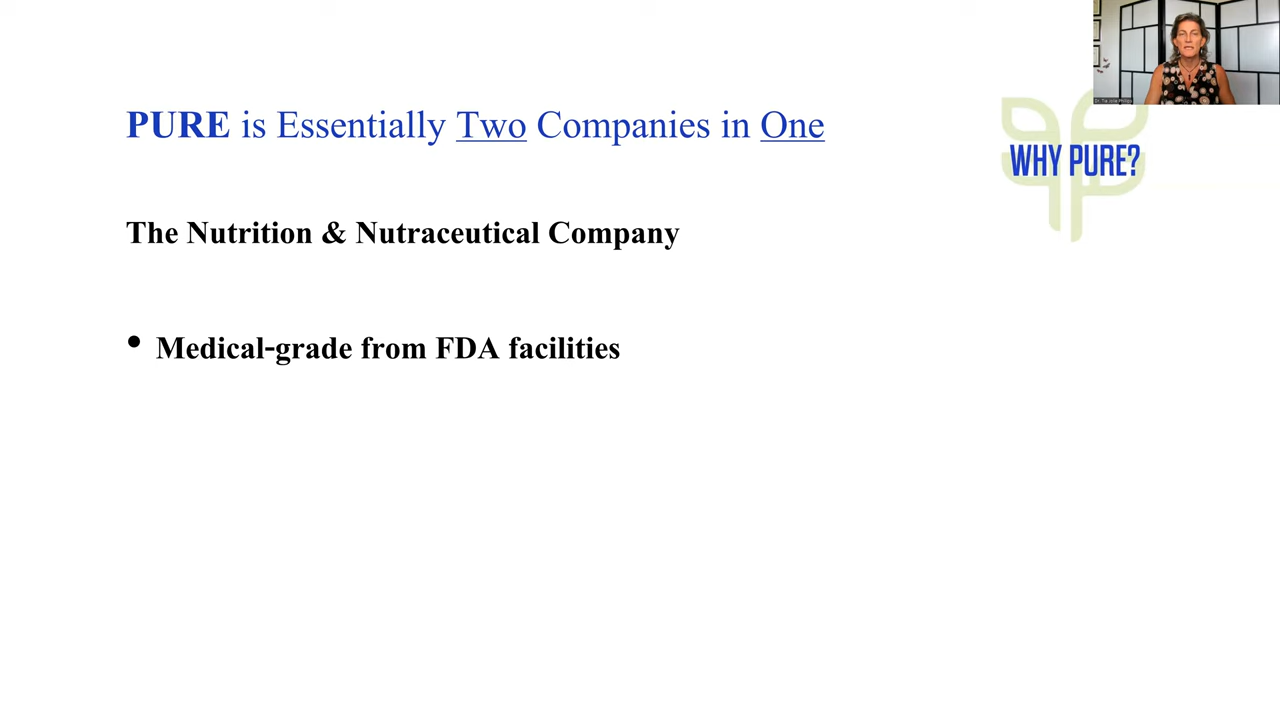 PURE is Essentially Two Companies in One
WHY PURE?
The Nutrition & Nutraceutical Company
• Medical-grade from FDA facilities